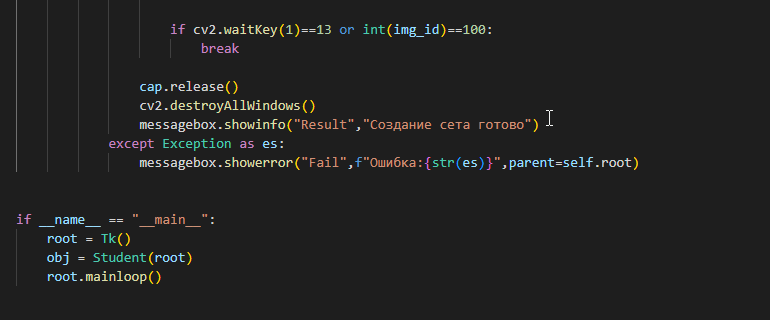 if cv2.waitKey(1)==13 or int(img_id)==100:
break
cap.release()
cv2.destroyAllWindows()
messagebox.showinfo("Result","Создание сета готово")
except Exception as es:
messagebox.showerror("Fail",f"Ошибка:{str(es)}",parent=self.root)
if __name__ == "__main__":
root = Tk()
obj = Student(root)
root.mainloop()